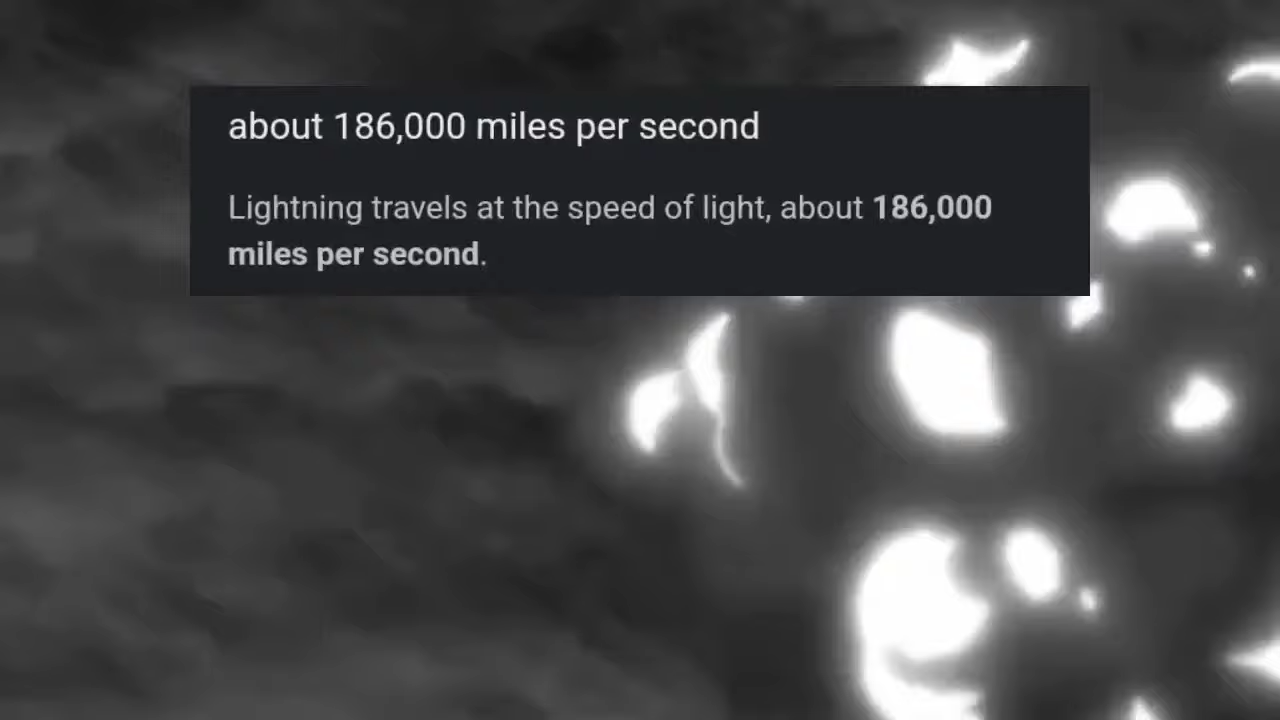 about 186,000 miles per second
Lightning travels at the speed of light, about 186,000
miles per second.